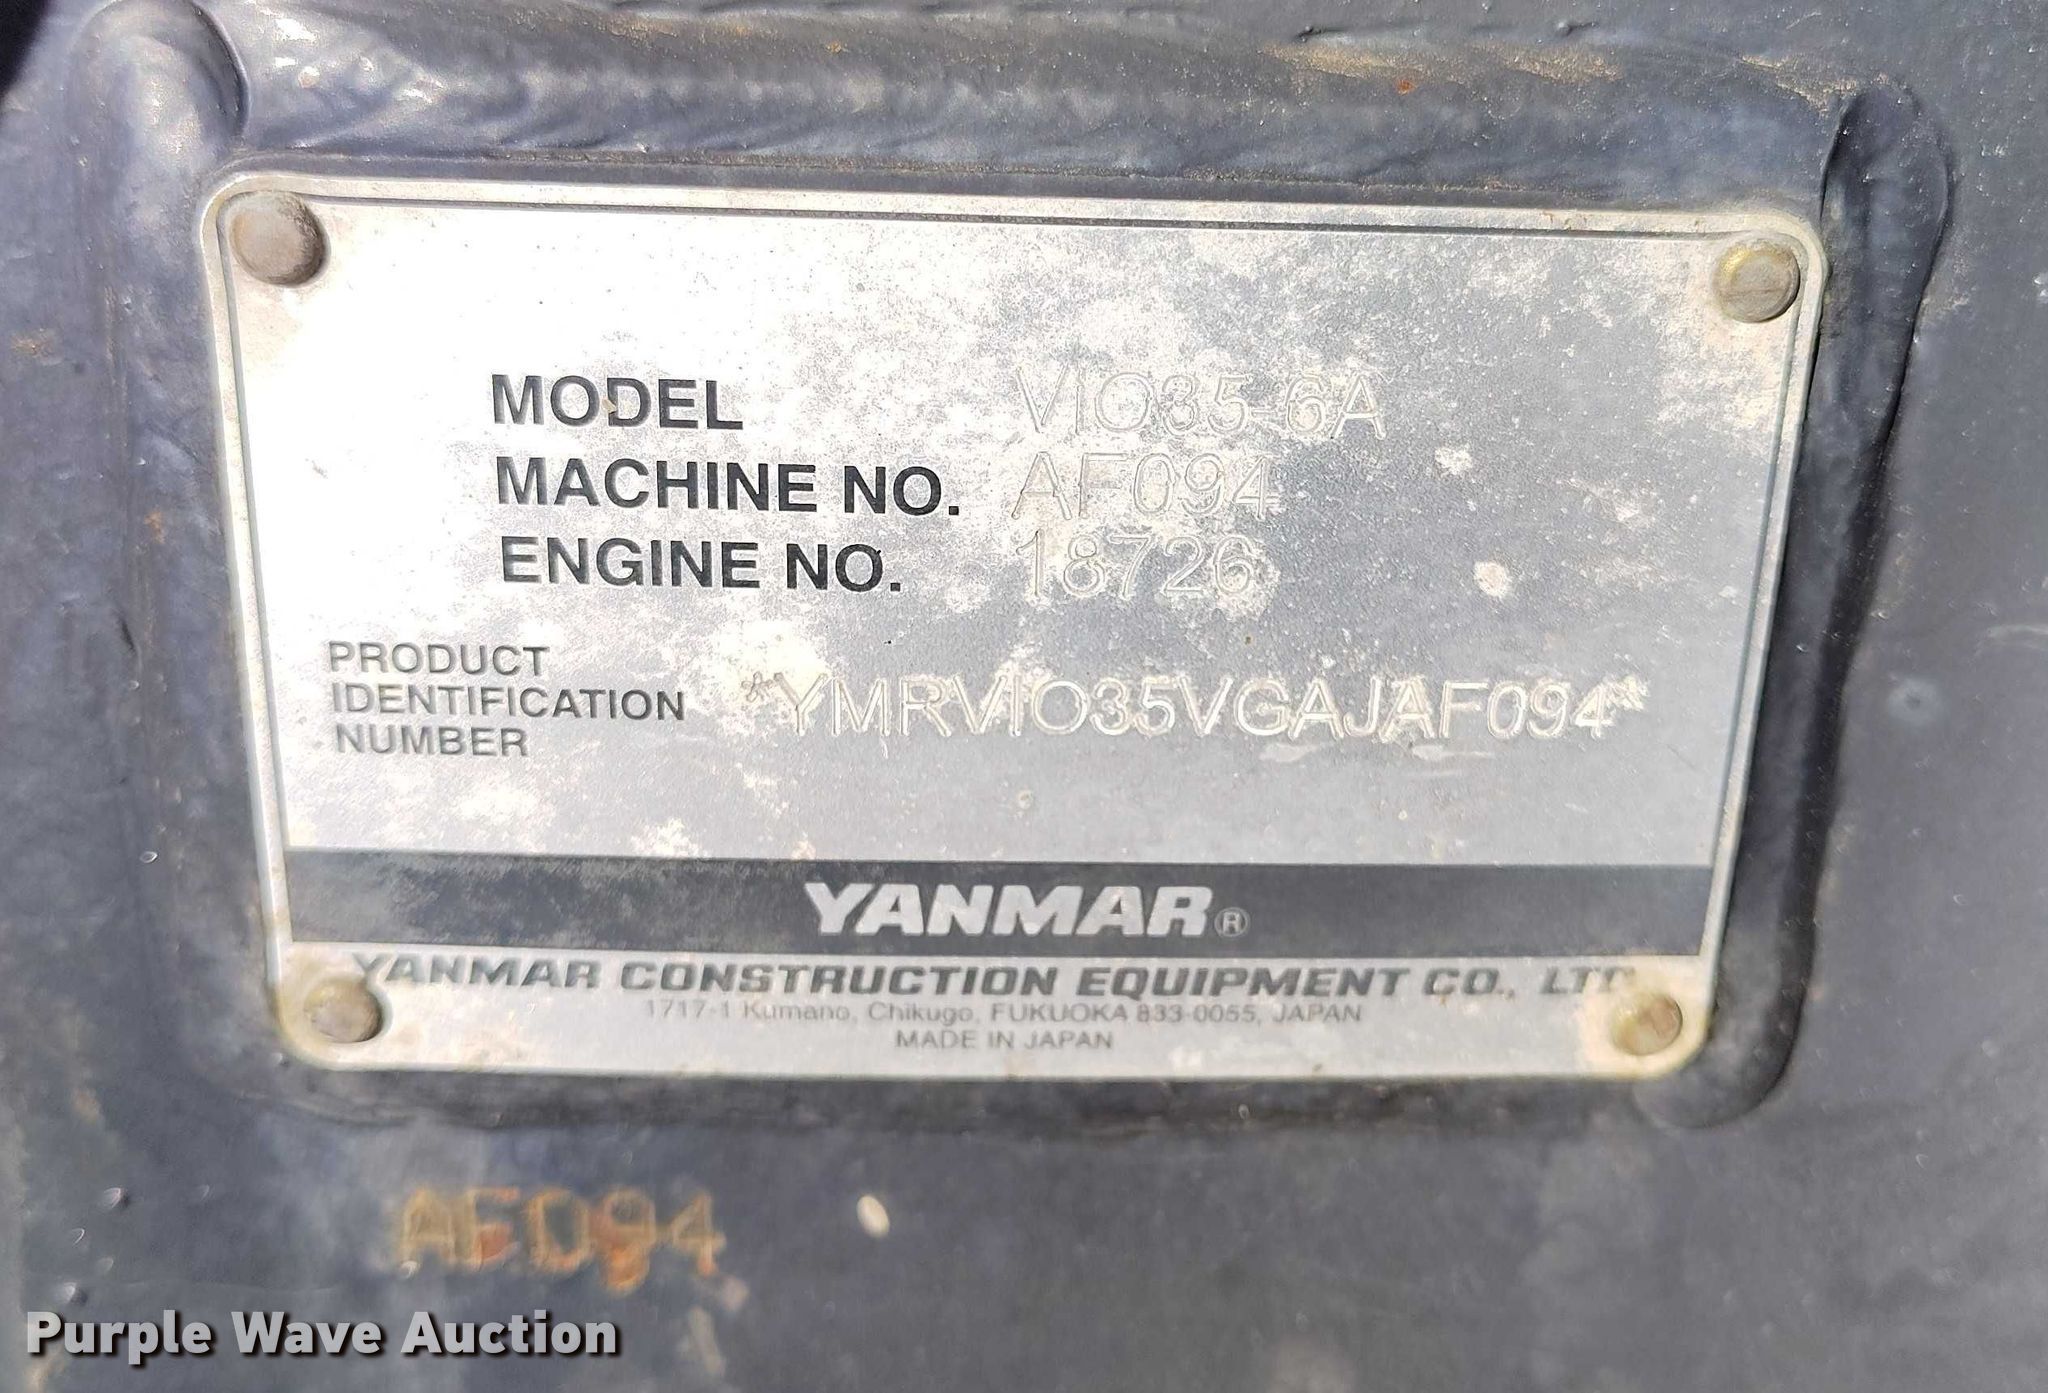 MODEL VIO35-6A
MACHINE NO. AF094
ENGINE NO. 18726
PRODUCT
IDENTIFICATION
NUMBER
*YMRVIO35VGAJAF094*
YANMAR®
YANMAR CONSTRUCTION EQUIPMENT CO., LTD.
1717-1 Kumano, Chikugo, FUKUOKA 833-0055, JAPAN
MADE IN JAPAN
AF094
Purple Wave Auction